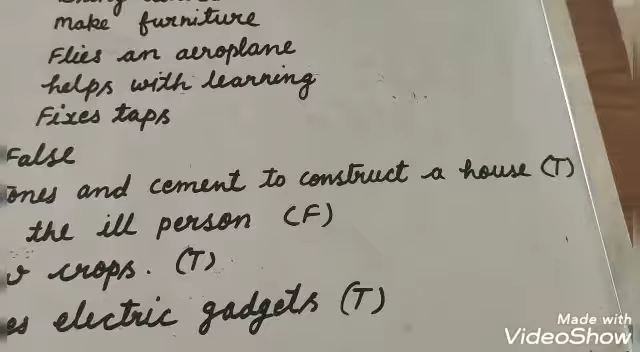 make furniture
Flies an aeroplane
helps with learning
Fixes taps
False
and cement to construct a house (T)
the ill person (F)
crops. (T)
electric gadgets (T)
Made with
VideoShow